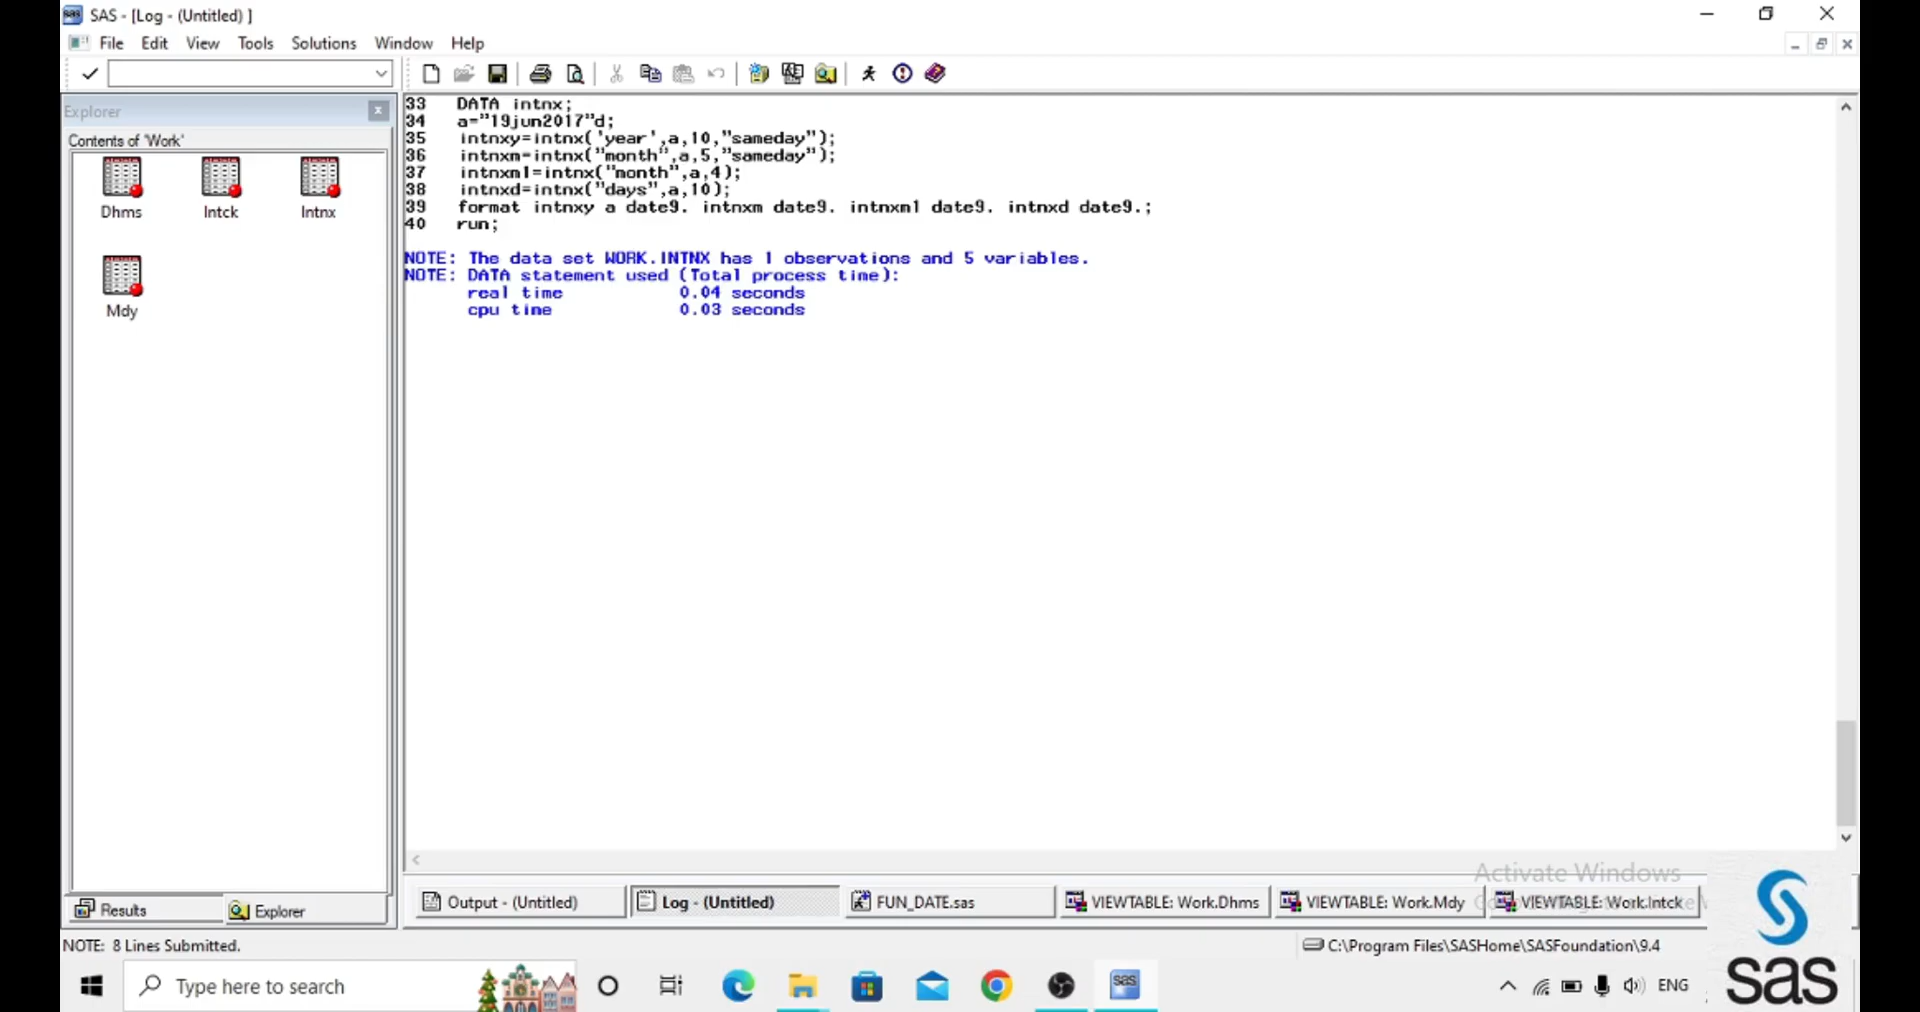 SAS - [Log - (Untitled) ]
File Edit View Tools Solutions Window Help
Explorer
Contents of 'Work'
Dhms Intck Intnx
Mdy
33 DATA intnx;
34 a="19jun2017"d;
35 intnxy=intnx('year',a,10,"sameday");
36 intnxm=intnx("month",a,5,"sameday");
37 intnxm1=intnx("month",a,4);
38 intnxd=intnx("days",a,10);
39 format intnxy a date9. intnxm date9. intnxm1 date9. intnxd date9.;
40 run;
NOTE: The data set WORK.INTNX has 1 observations and 5 variables.
NOTE: DATA statement used (Total process time):
real time 0.04 seconds
cpu time 0.03 seconds
Activate Windows
Results Explorer
Output - (Untitled) Log - (Untitled) FUN_DATE.sas VIEWTABLE: Work.Dhms VIEWTABLE: Work.Mdy VIEWTABLE: Work.Intck
NOTE: 8 Lines Submitted.
C:\Program Files\SASHome\SASFoundation\9.4
Type here to search
sas
ENG
sas